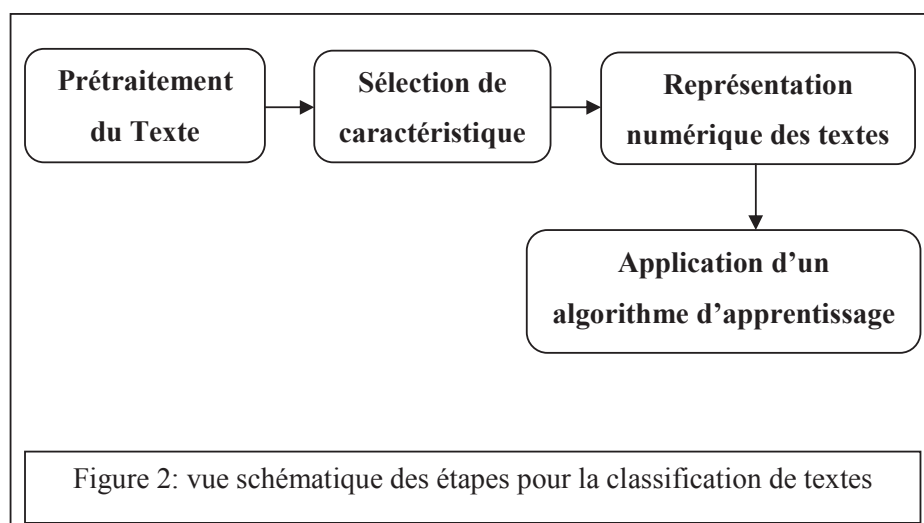 Prétraitement
du Texte
Sélection de
caractéristique
Représentation
numérique des textes
Application d’un
algorithme d’apprentissage
Figure 2: vue schématique des étapes pour la classification de textes